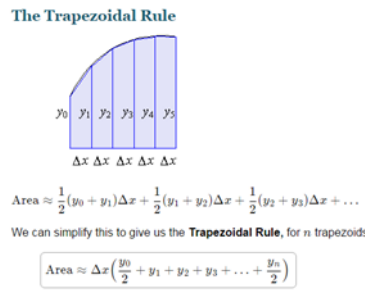 The Trapezoidal Rule
y₀ y₁ y₂ y₃ y₄ y₅
Δx Δx Δx Δx Δx
Area ≈ 1/2(y₀ + y₁)Δx + 1/2(y₁ + y₂)Δx + 1/2(y₂ + y₃)Δx + …
We can simplify this to give us the Trapezoidal Rule, for n trapezoids
Area ≈ Δx(y₀/2 + y₁ + y₂ + y₃ + … + yₙ/2)